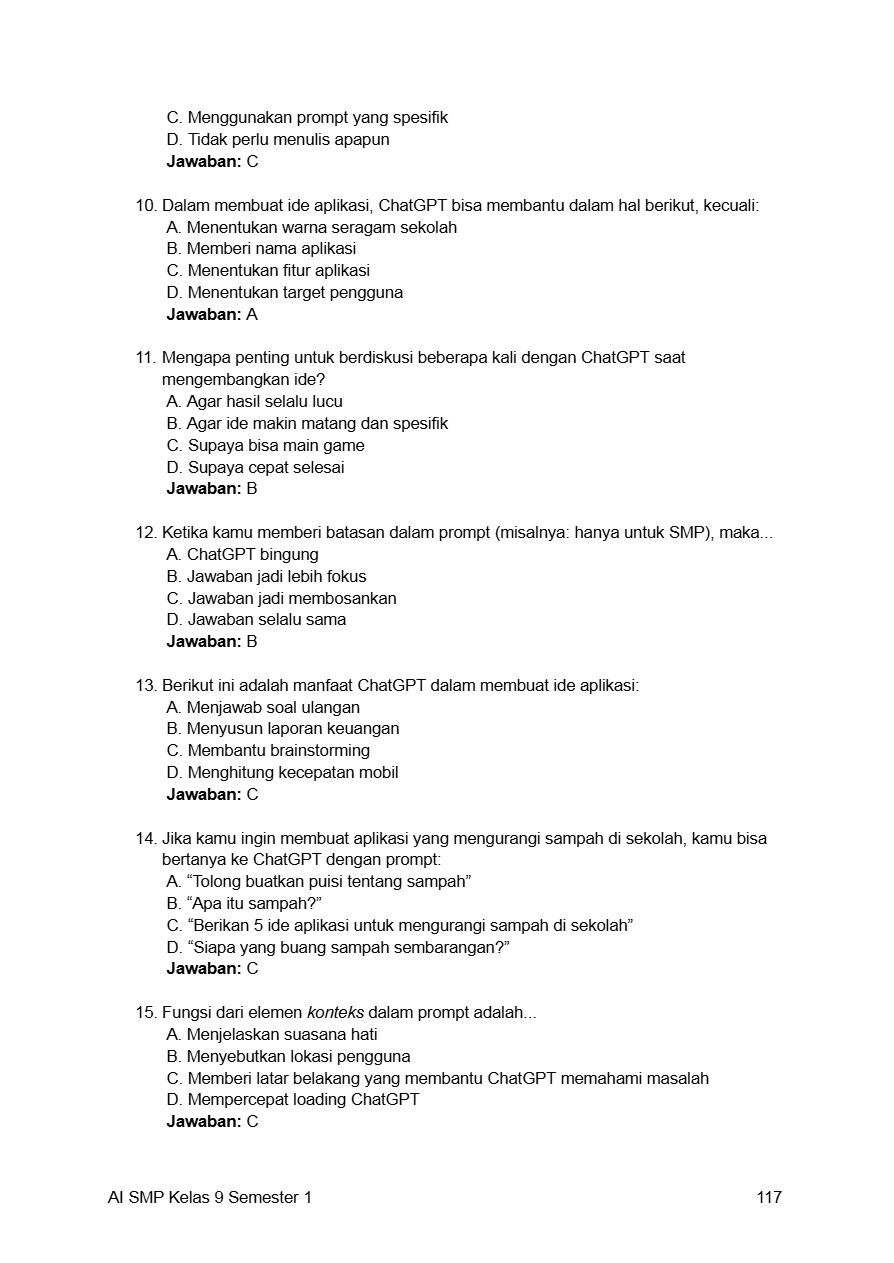 C. Menggunakan prompt yang spesifik
D. Tidak perlu menulis apapun
Jawaban: C
10. Dalam membuat ide aplikasi, ChatGPT bisa membantu dalam hal berikut, kecuali:
A. Menentukan warna seragam sekolah
B. Memberi nama aplikasi
C. Menentukan fitur aplikasi
D. Menentukan target pengguna
Jawaban: A
11. Mengapa penting untuk berdiskusi beberapa kali dengan ChatGPT saat
mengembangkan ide?
A. Agar hasil selalu lucu
B. Agar ide makin matang dan spesifik
C. Supaya bisa main game
D. Supaya cepat selesai
Jawaban: B
12. Ketika kamu memberi batasan dalam prompt (misalnya: hanya untuk SMP), maka...
A. ChatGPT bingung
B. Jawaban jadi lebih fokus
C. Jawaban jadi membosankan
D. Jawaban selalu sama
Jawaban: B
13. Berikut ini adalah manfaat ChatGPT dalam membuat ide aplikasi:
A. Menjawab soal ulangan
B. Menyusun laporan keuangan
C. Membantu brainstorming
D. Menghitung kecepatan mobil
Jawaban: C
14. Jika kamu ingin membuat aplikasi yang mengurangi sampah di sekolah, kamu bisa
bertanya ke ChatGPT dengan prompt:
A. “Tolong buatkan puisi tentang sampah”
B. “Apa itu sampah?”
C. “Berikan 5 ide aplikasi untuk mengurangi sampah di sekolah”
D. “Siapa yang buang sampah sembarangan?”
Jawaban: C
15. Fungsi dari elemen konteks dalam prompt adalah...
A. Menjelaskan suasana hati
B. Menyebutkan lokasi pengguna
C. Memberi latar belakang yang membantu ChatGPT memahami masalah
D. Mempercepat loading ChatGPT
Jawaban: C
AI SMP Kelas 9 Semester 1 117